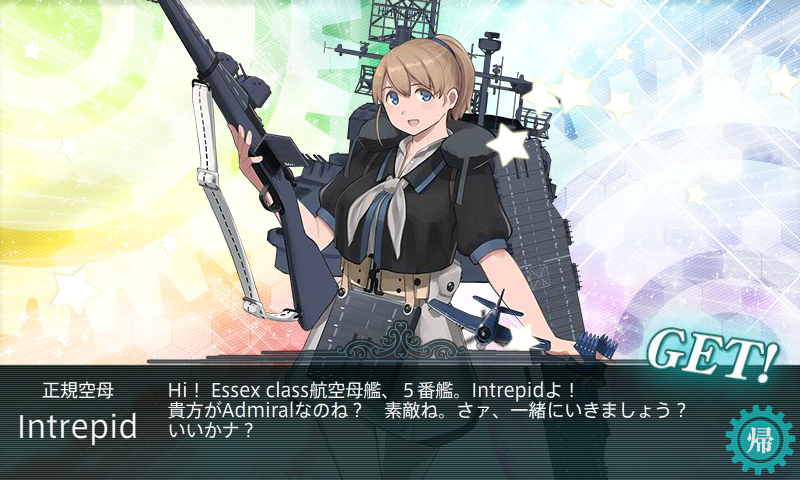 GET!
正規空母
Intrepid
Hi！ Essex class航空母艦、５番艦。Intrepidよ！
貴方がAdmiralなのね？　素敵ね。さァ、一緒にいきましょう？
いいかナ？
帰